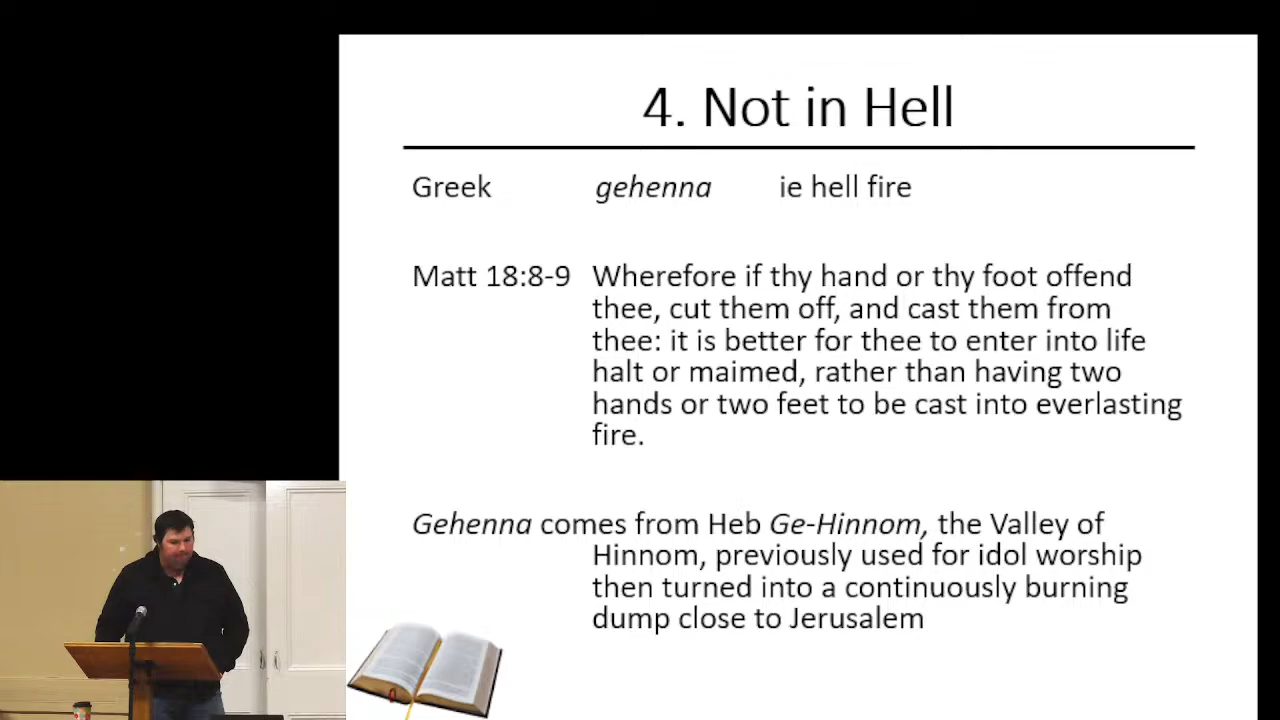 4. Not in Hell
Greek gehenna ie hell fire
Matt 18:8-9 Wherefore if thy hand or thy foot offend
thee, cut them off, and cast them from
thee: it is better for thee to enter into life
halt or maimed, rather than having two
hands or two feet to be cast into everlasting
fire.
Gehenna comes from Heb Ge-Hinnom, the Valley of
Hinnom, previously used for idol worship
then turned into a continuously burning
dump close to Jerusalem